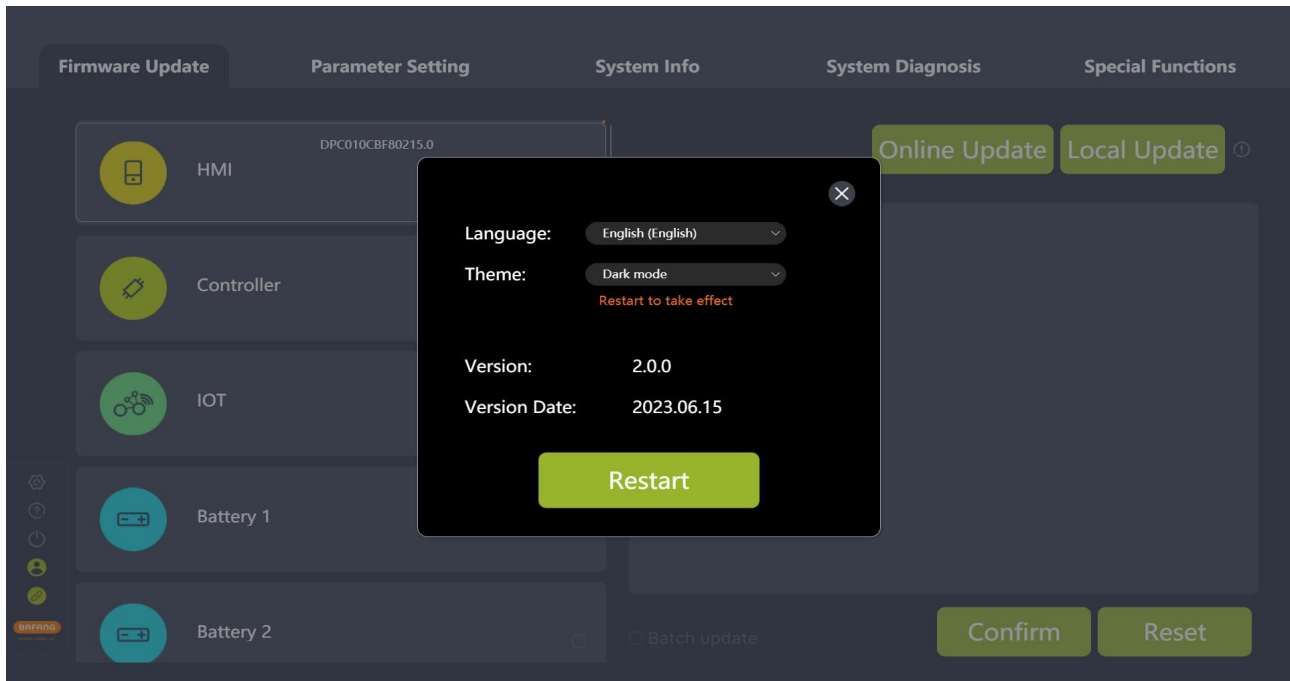 Firmware Update Parameter Setting System Info System Diagnosis Special Functions
DPC010CBF80215.0
HMI
Online Update Local Update
Controller
IOT
Battery 1
Battery 2
Language: English (English)
Theme: Dark mode
Restart to take effect
Version: 2.0.0
Version Date: 2023.06.15
Restart
BAFANG
Batch update
Confirm Reset